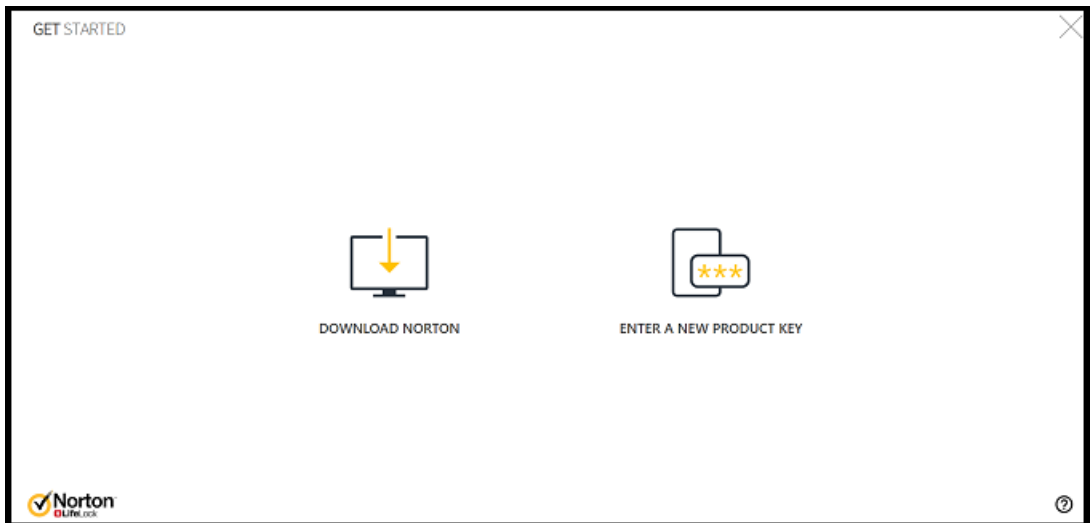 GET STARTED
***
DOWNLOAD NORTON
ENTER A NEW PRODUCT KEY
Norton
LifeLock
?